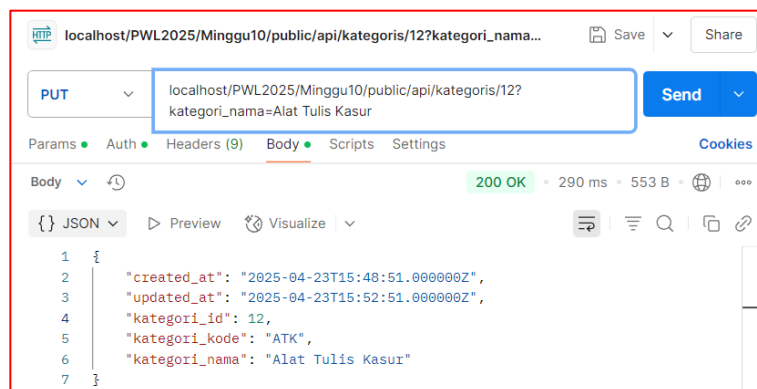 HTTP localhost/PWL2025/Minggu10/public/api/kategoris/12?kategori_nama... Save Share
PUT localhost/PWL2025/Minggu10/public/api/kategoris/12?
kategori_nama=Alat Tulis Kasur Send
Params Auth Headers (9) Body Scripts Settings Cookies
Body 200 OK 290 ms 553 B
{} JSON Preview Visualize
1 {
2 "created_at": "2025-04-23T15:48:51.000000Z",
3 "updated_at": "2025-04-23T15:52:51.000000Z",
4 "kategori_id": 12,
5 "kategori_kode": "ATK",
6 "kategori_nama": "Alat Tulis Kasur"
7 }